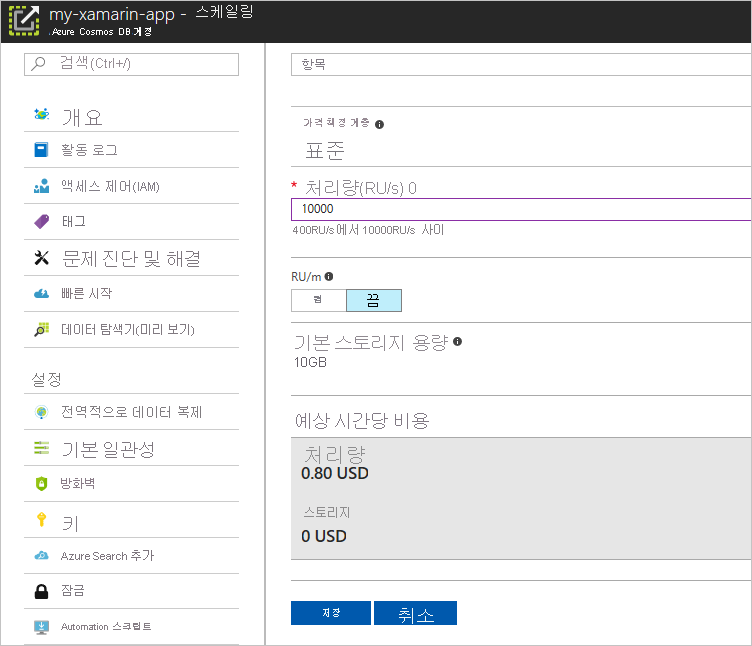 my-xamarin-app - 스케일링
Azure Cosmos DB 계정
검색(Ctrl+/)
개요
활동 로그
액세스 제어(IAM)
태그
문제 진단 및 해결
빠른 시작
데이터 탐색기(미리 보기)
설정
전역적으로 데이터 복제
기본 일관성
방화벽
키
Azure Search 추가
잠금
Automation 스크립트
항목
가격 책정 계층
표준
* 처리량(RU/s) 0
10000
400RU/s에서 10000RU/s 사이
RU/m
켬 끔
기본 스토리지 용량
10GB
예상 시간당 비용
처리량
0.80 USD
스토리지
0 USD
저장 취소